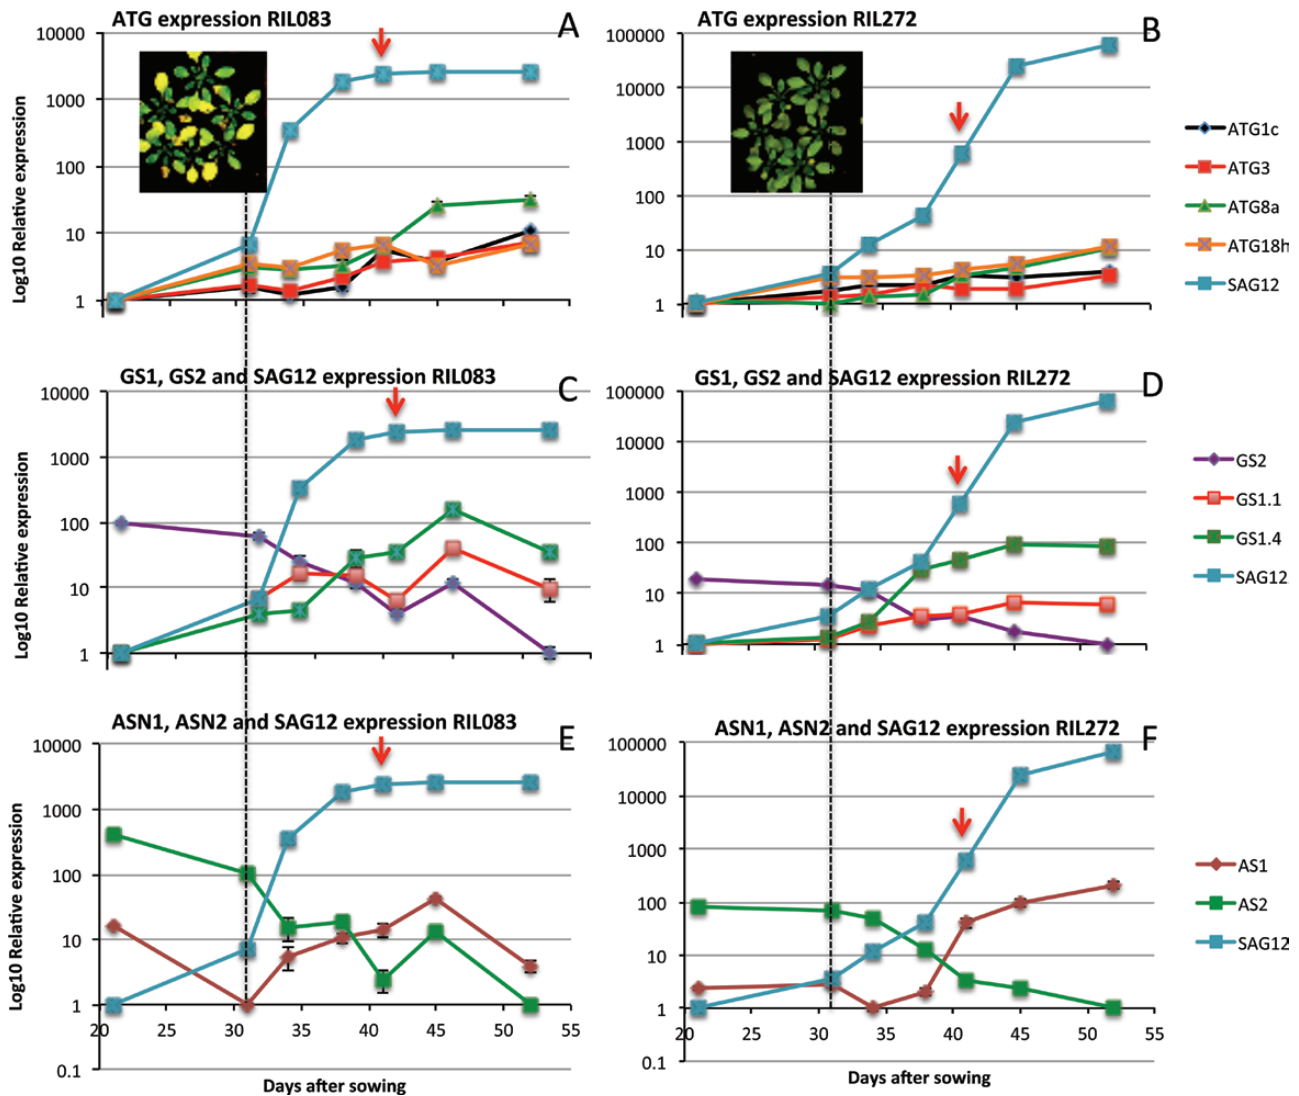 ATG expression RIL083
A
10000
1000
100
10
1
Log10 Relative expression
ATG expression RIL272
B
100000
10000
1000
100
10
1
ATG1c
ATG3
ATG8a
ATG18h
SAG12
GS1, GS2 and SAG12 expression RIL083
C
10000
1000
100
10
1
Log10 Relative expression
GS1, GS2 and SAG12 expression RIL272
D
100000
10000
1000
100
10
1
GS2
GS1.1
GS1.4
SAG12
ASN1, ASN2 and SAG12 expression RIL083
E
10000
1000
100
10
1
0.1
Log10 Relative expression
20 25 30 35 40 45 50 55
Days after sowing
ASN1, ASN2 and SAG12 expression RIL272
F
100000
10000
1000
100
10
1
0.1
20 25 30 35 40 45 50 55
Days after sowing
AS1
AS2
SAG12